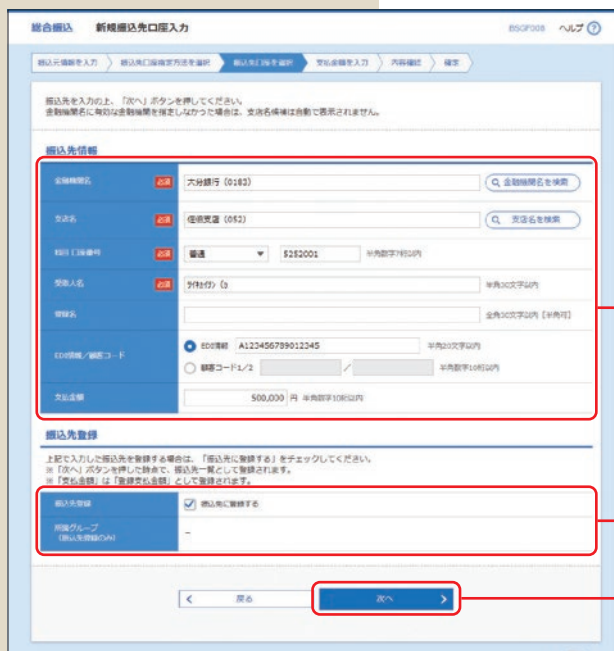 総合振込 新規振込先口座入力
BSGF008 ヘルプ ?
振込元情報を入力 振込先口座指定方法を選択 振込先口座を選択 支払金額を入力 内容確認 確定
振込先を入力の上、「次へ」ボタンを押してください。
金融機関名に有効な金融機関を指定しなかった場合は、支店名候補は自動で表示されません。
振込先情報
金融機関名 必須 大分銀行 (0183) 金融機関名を検索
支店名 必須 (052) 支店名を検索
科目/口座番号 必須 普通 5252001 半角数字7桁以内
受取人名 必須 半角30文字以内
登録名 全角30文字以内 [半角可]
EDI情報/顧客コード EDI情報 A123456789012345 半角20文字以内
顧客コード1/2 / 半角数字10桁以内
支払金額 500,000 円 半角数字10桁以内
振込先登録
上記で入力した振込先を登録する場合は、「振込先に登録する」をチェックしてください。
※「次へ」ボタンを押した時点で、振込先一覧として登録されます。
※「支払金額」は「登録支払金額」として登録されます。
振込先登録 振込先に登録する
所属グループ
(振込先登録のみ) -
戻る 次へ